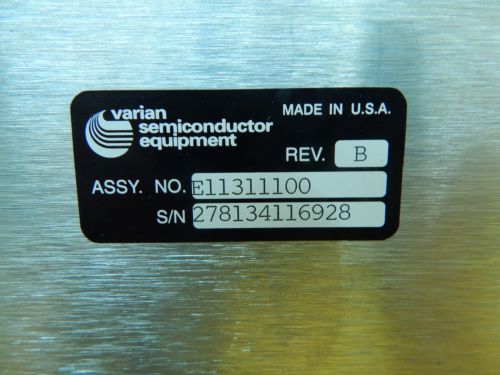 varian
semiconductor
equipment
MADE IN U.S.A.
REV. B
ASSY. NO. E11311100
S/N 278134116928